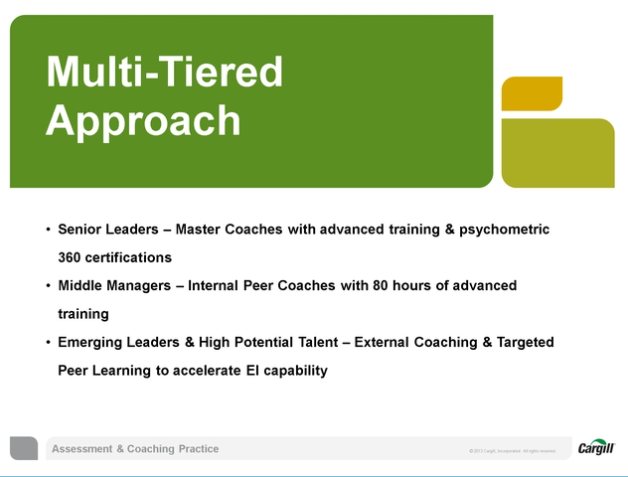 Multi-Tiered
Approach
• Senior Leaders – Master Coaches with advanced training & psychometric
360 certifications
• Middle Managers – Internal Peer Coaches with 80 hours of advanced
training
• Emerging Leaders & High Potential Talent – External Coaching & Targeted
Peer Learning to accelerate EI capability
Assessment & Coaching Practice
Cargill